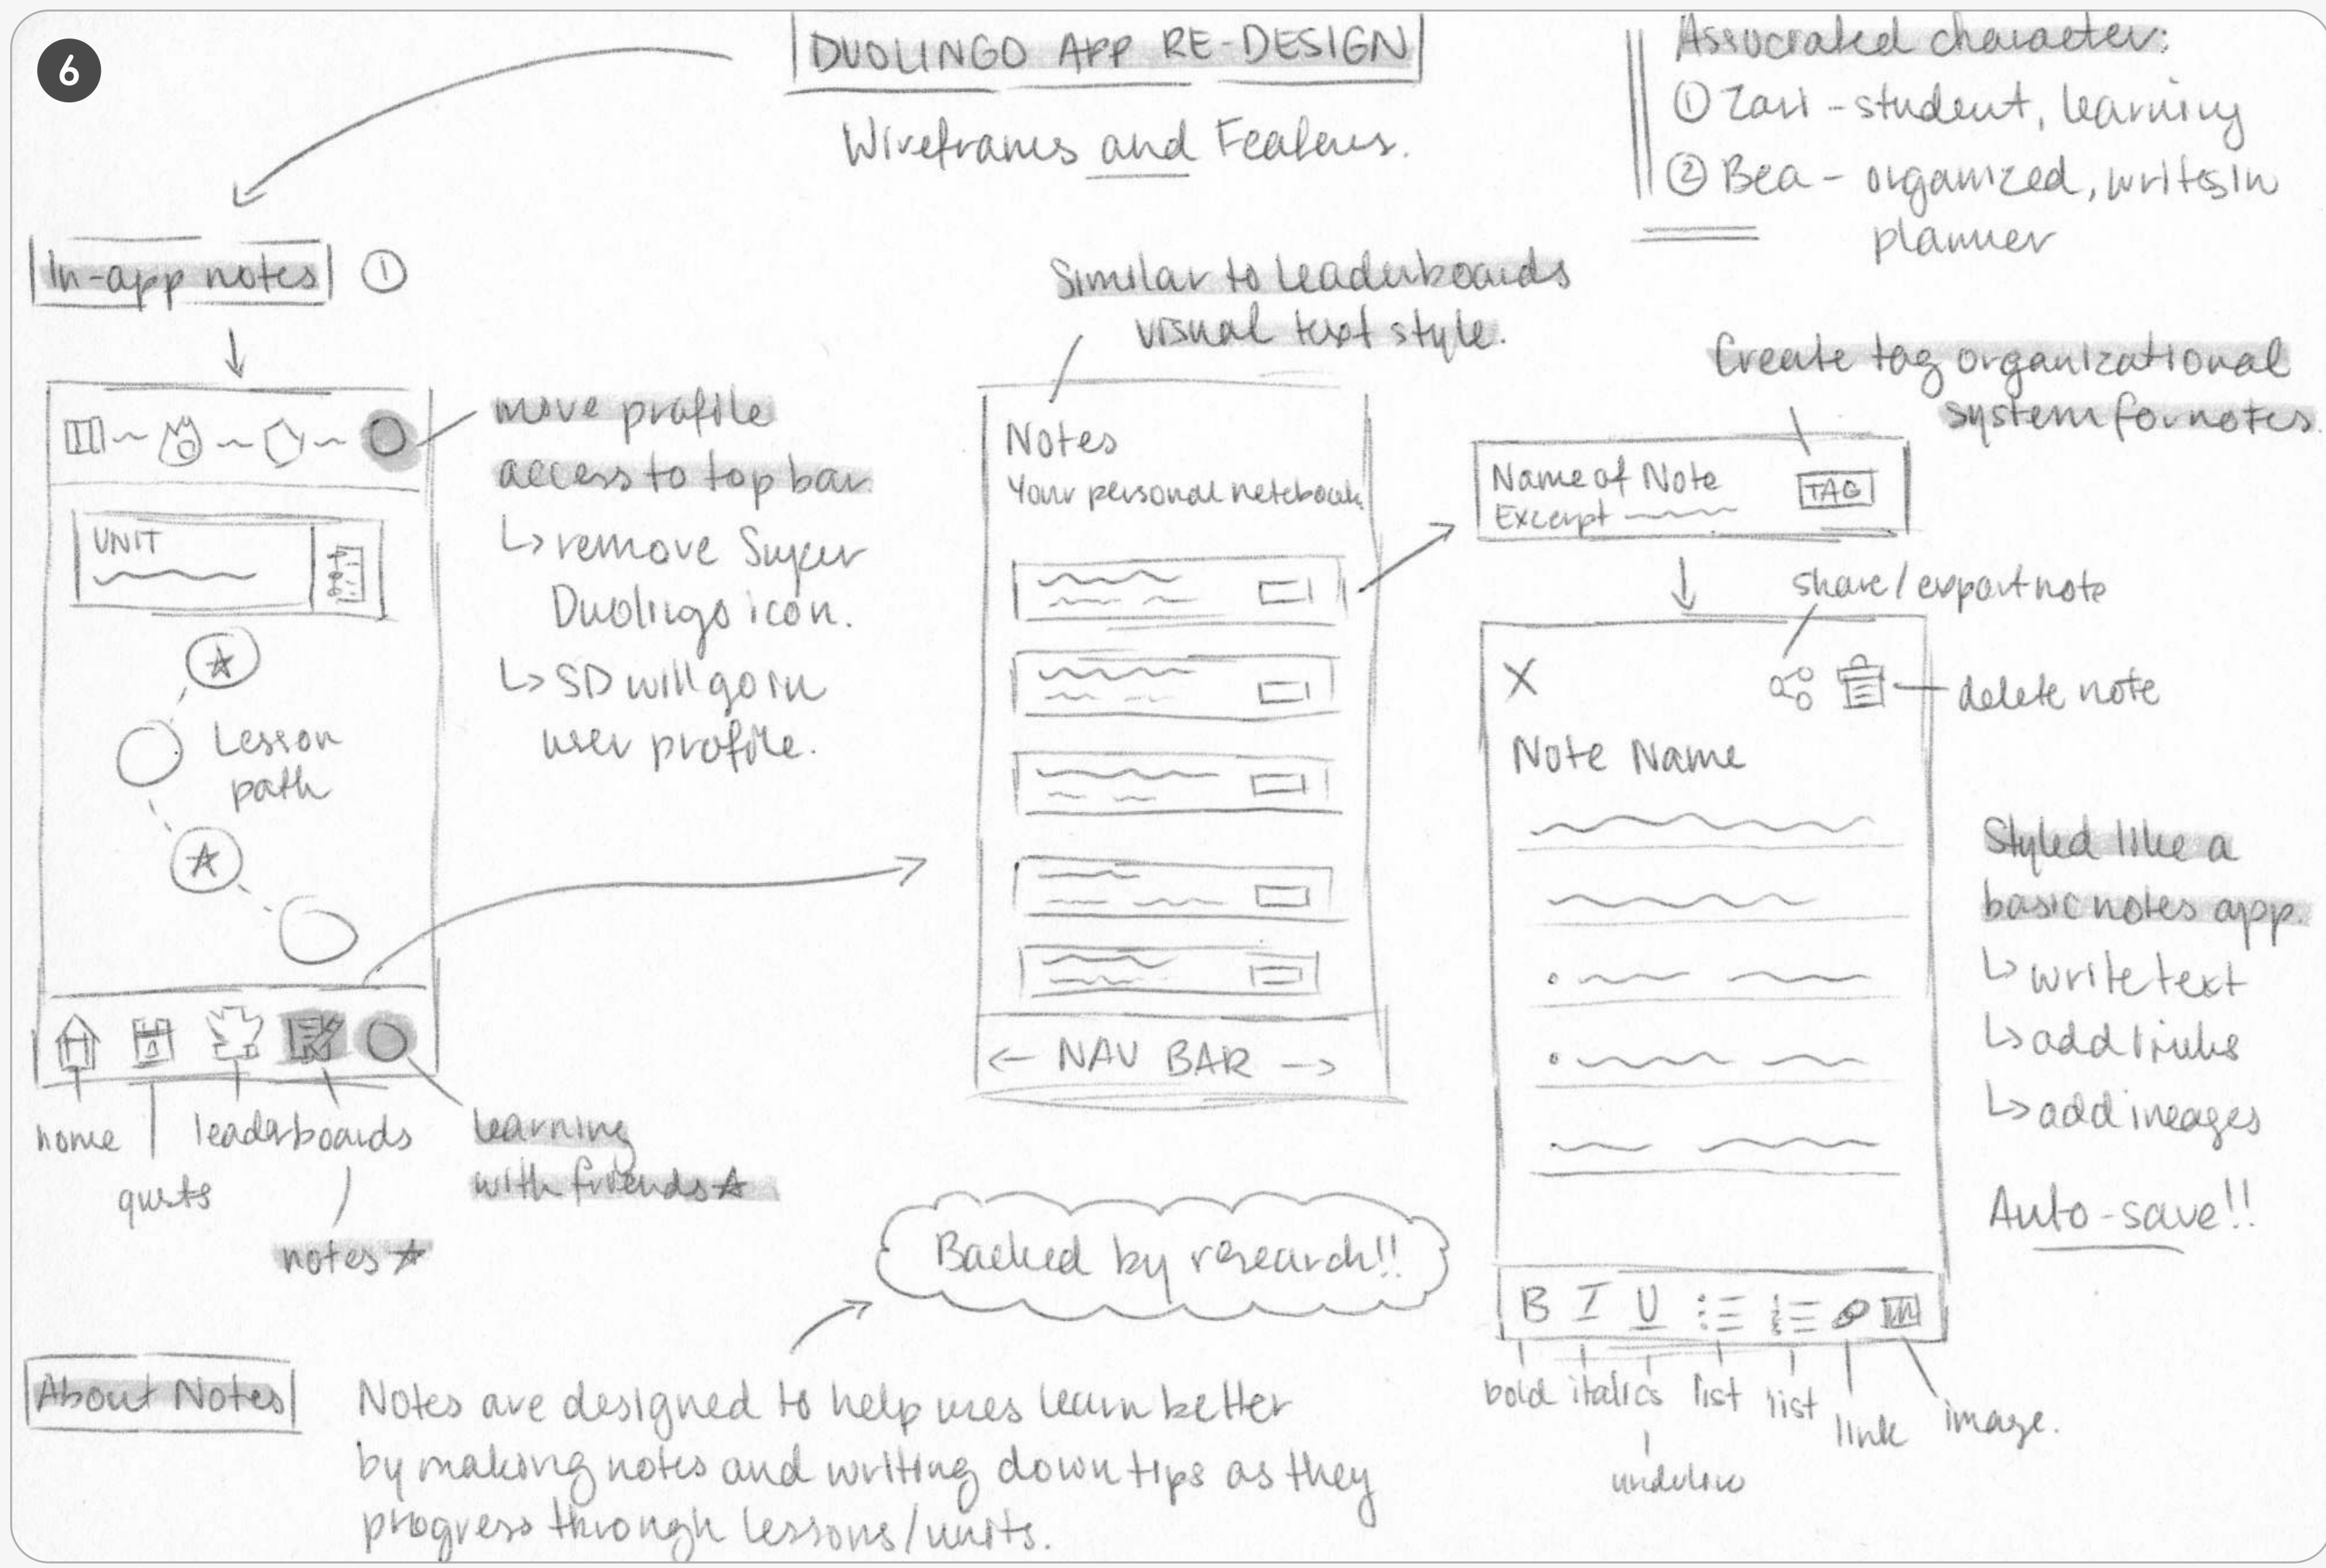 6
DUOLINGO APP RE-DESIGN
Wireframes and Features.
Associated character:
① Zari - student, learning
② Bea - organized, writes in
planner
In-app notes ①
move profile
access to top bar.
↳ remove Super
Duolingo icon.
↳ SD will go in
user profile.
UNIT
Lesson
path
home
quests
leaderboards
notes ☆
learning
with friends ☆
Similar to leaderboards
visual text style.
Notes
Your personal notebook
← NAV BAR →
Create tag organizational
system for notes.
Name of Note
TAG
Excerpt
share / export note
X
delete note
Note Name
Styled like a
basic notes app.
↳ write text
↳ add links
↳ add images
Auto-save!!
B I U
bold italics list list link image.
underline
Backed by research!!
About Notes
Notes are designed to help uses learn better
by making notes and writing down tips as they
progress through lessons/units.